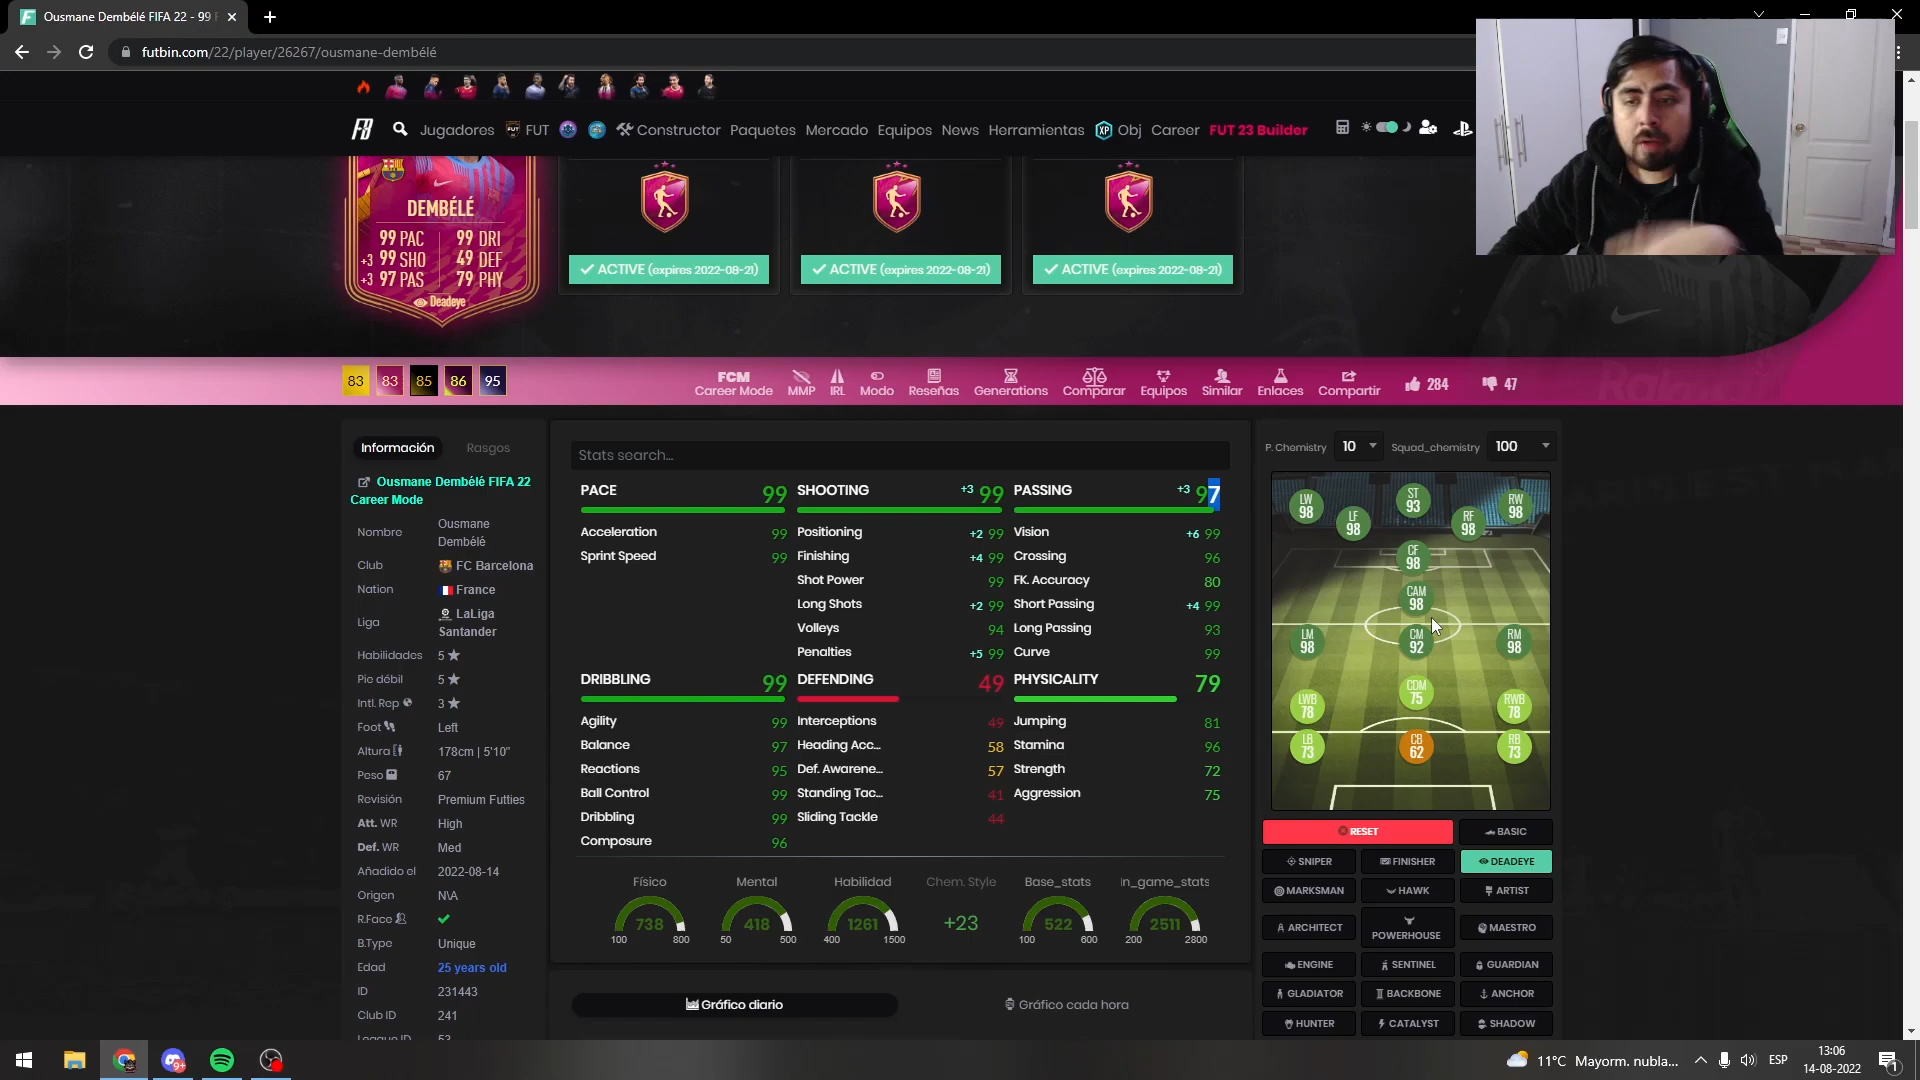 Ousmane Dembélé FIFA 22 - 99
futbin.com/22/player/26267/ousmane-dembélé
Jugadores FUT Constructor Paquetes Mercado Equipos News Herramientas XP Obj Career FUT 23 Builder
DEMBÉLÉ
99 PAC 99 DRI
+3 99 SHO 49 DEF
+3 97 PAS 79 PHY
Deadeye
ACTIVE (expires 2022-08-21)
ACTIVE (expires 2022-08-21)
ACTIVE (expires 2022-08-21)
83 83 85 86 95
FCM
Career Mode MMP IRL Modo Reseñas Generations Comparar Equipos Similar Enlaces Compartir 284 47
Información Rasgos
Ousmane Dembélé FIFA 22
Career Mode
Nombre Ousmane
Dembélé
Club FC Barcelona
Nation France
Liga LaLiga
Santander
Habilidades 5
Pie débil 5
Intl. Rep 3
Foot Left
Altura 178cm | 5'10"
Peso 67
Revisión Premium Futties
Att. WR High
Def. WR Med
Añadido el 2022-08-14
Origen N\A
R.Face
B.Type Unique
Edad 25 years old
ID 231443
Club ID 241
League ID 53
Stats search...
PACE 99
Acceleration 99
Sprint Speed 99
SHOOTING +3 99
Positioning +2 99
Finishing +4 99
Shot Power 99
Long Shots +2 99
Volleys 94
Penalties +5 99
PASSING +3 97
Vision +6 99
Crossing 96
FK. Accuracy 80
Short Passing +4 99
Long Passing 93
Curve 99
DRIBBLING 99
Agility 99
Balance 97
Reactions 95
Ball Control 99
Dribbling 99
Composure 96
DEFENDING 49
Interceptions 49
Heading Acc... 58
Def. Awarene... 57
Standing Tac... 41
Sliding Tackle 44
PHYSICALITY 79
Jumping 81
Stamina 96
Strength 72
Aggression 75
Físico Mental Habilidad Chem. Style Base_stats In_game_stats
738 418 1261 +23 522 2511
100 800 50 500 400 1500 100 600 200 2800
Gráfico diario Gráfico cada hora
P. Chemistry 10 Squad_chemistry 100
LW
98
ST
93
RW
98
LF
98
RF
98
CF
98
CAM
98
LM
98
CM
92
RM
98
LWB
78
CDM
75
RWB
78
LB
73
CB
62
RB
73
RESET BASIC
SNIPER FINISHER DEADEYE
MARKSMAN HAWK ARTIST
ARCHITECT POWERHOUSE MAESTRO
ENGINE SENTINEL GUARDIAN
GLADIATOR BACKBONE ANCHOR
HUNTER CATALYST SHADOW
9+
11°C Mayorm. nubla... ESP
13:06
14-08-2022
1